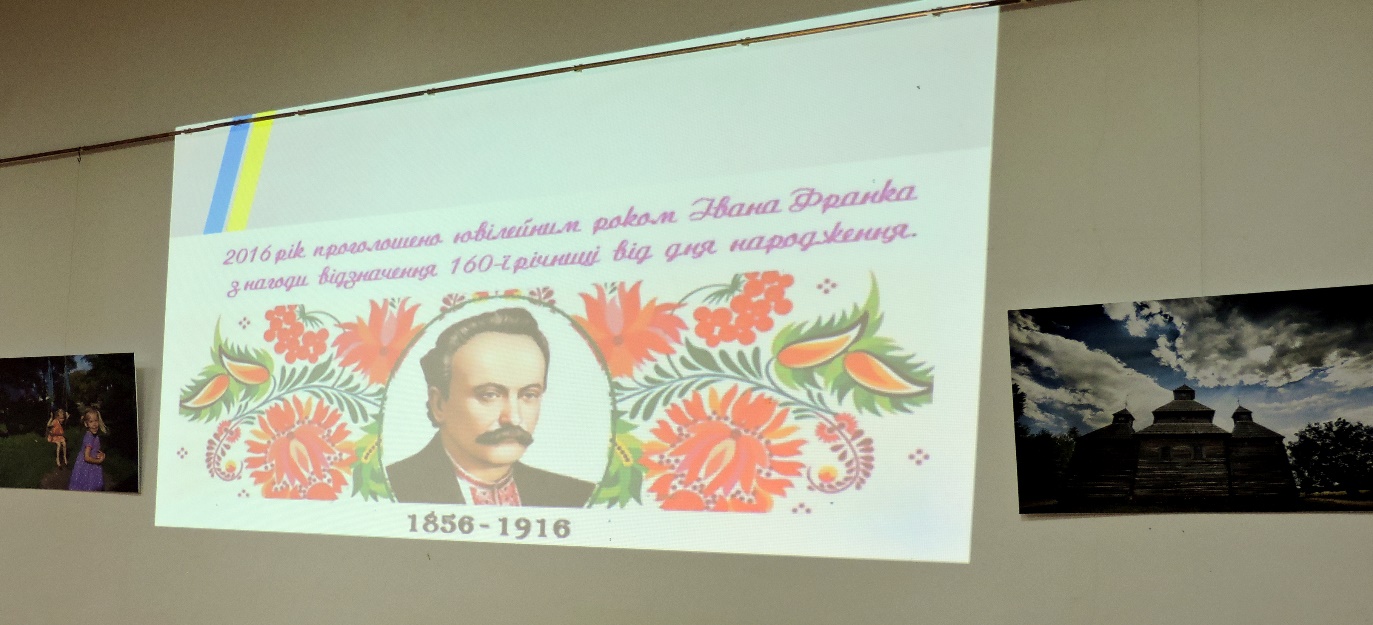 2016 рік проголошено ювілейним роком Івана Франка
з нагоди відзначення 160-ї річниці від дня народження.
1856-1916